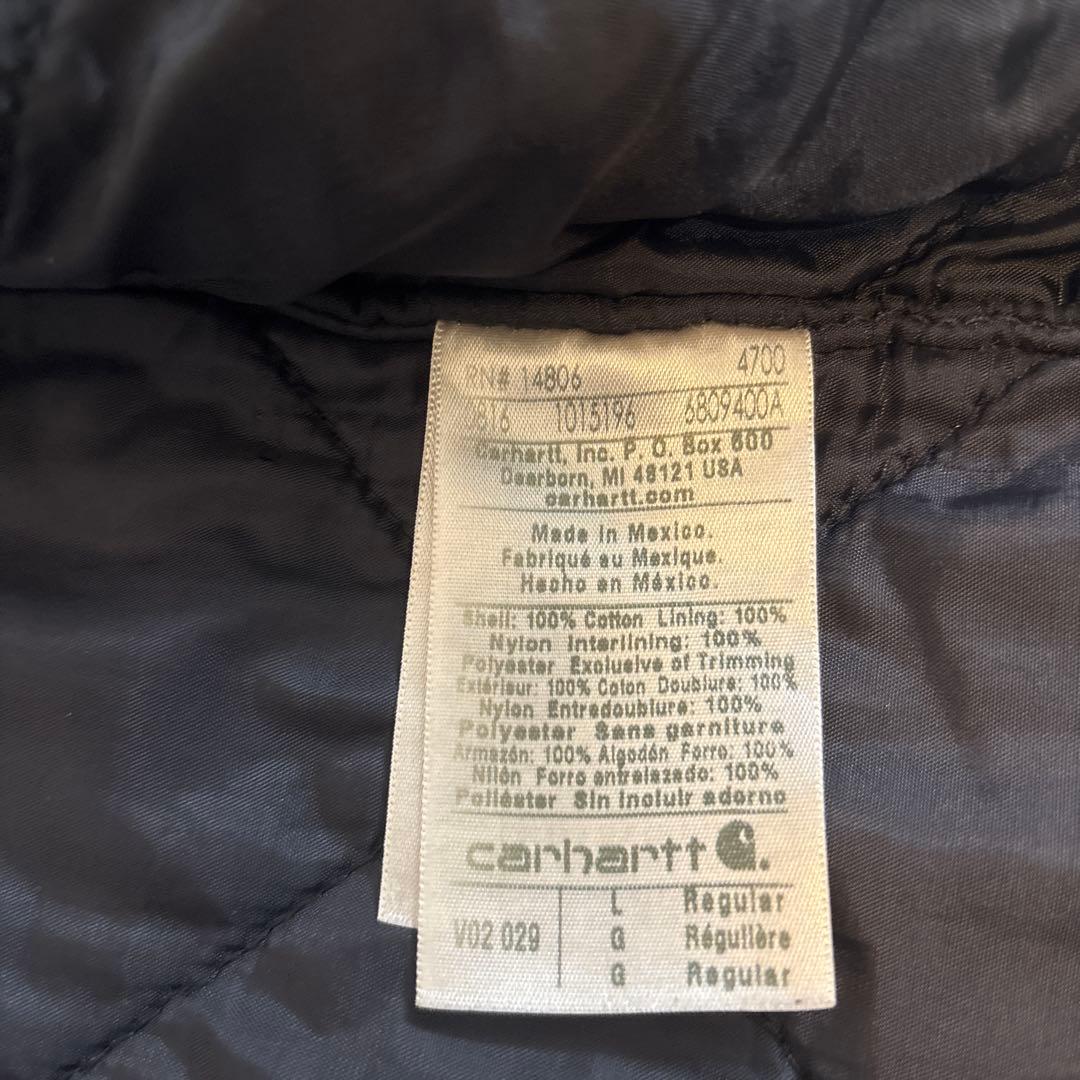 RN# 14806 4700
1015196 6809400A
Carhartt, Inc. P. O. Box 600
Dearborn, MI 48121 USA
carhartt.com
Made in Mexico.
Fabriqué au Mexique.
Hecho en México.
Shell: 100% Cotton Lining: 100%
Nylon Interlining: 100%
Polyester Exclusive of Trimming
Extérieur: 100% Coton Doublure: 100%
Nylon Entredoublure: 100%
Polyester Sans garniture
Armazón: 100% Algodón Forro: 100%
Nilón Forro entrelazado: 100%
Poliéster Sin incluir adorno
carhartt
L Regular
V02 029 G Régulière
G Regular